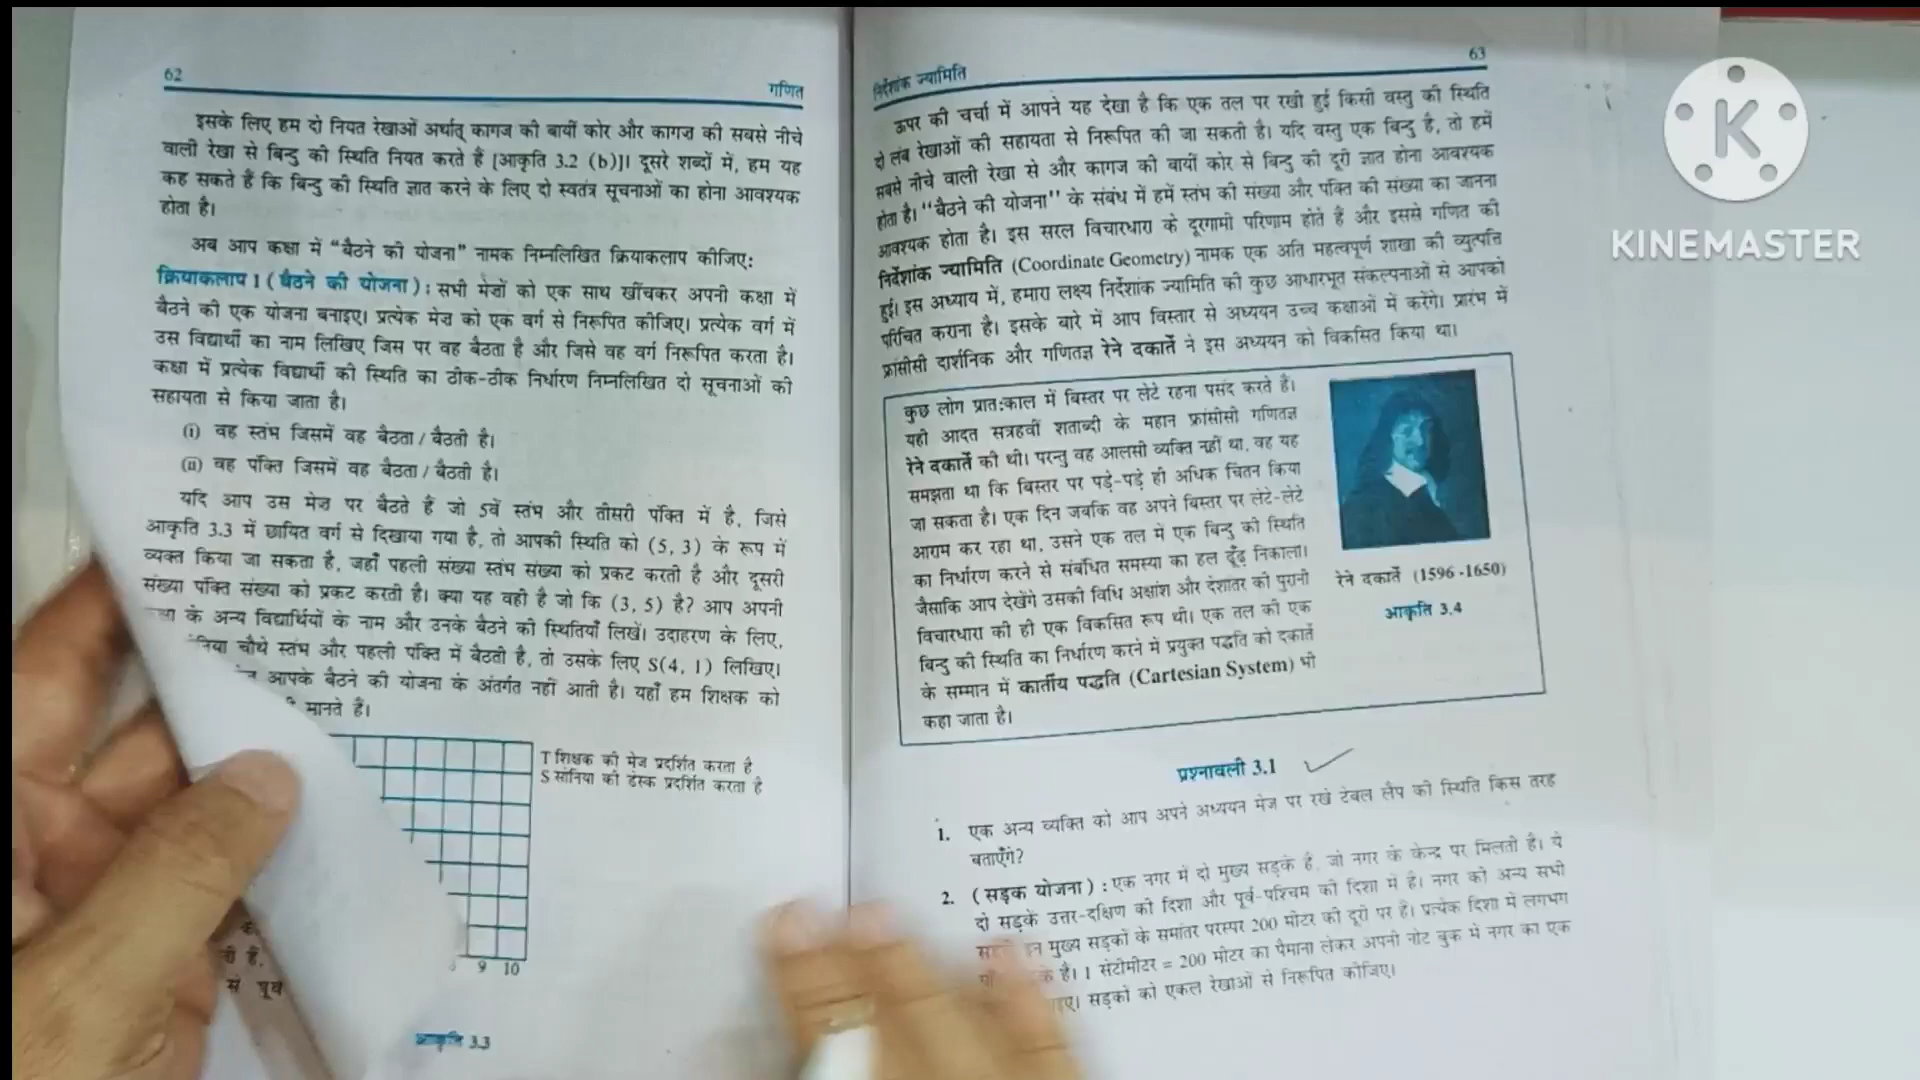 62
गणित
इसके लिए हम दो नियत रेखाओं अर्थात् कागज की बायीं कोर और कागज की सबसे नीचे
वाली रेखा से बिन्दु की स्थिति नियत करते हैं [आकृति 3.2 (b)]। दूसरे शब्दों में, हम यह
कह सकते हैं कि बिन्दु की स्थिति ज्ञात करने के लिए दो स्वतंत्र सूचनाओं का होना आवश्यक
होता है।
अब आप कक्षा में "बैठने की योजना" नामक निम्नलिखित क्रियाकलाप कीजिए:
क्रियाकलाप 1 (बैठने की योजना) : सभी मेजों को एक साथ खींचकर अपनी कक्षा में
बैठने की एक योजना बनाइए। प्रत्येक मेज को एक वर्ग से निरूपित कीजिए। प्रत्येक वर्ग में
उस विद्यार्थी का नाम लिखिए जिस पर वह बैठता है और जिसे वह वर्ग निरूपित करता है।
कक्षा में प्रत्येक विद्यार्थी की स्थिति का ठीक-ठीक निर्धारण निम्नलिखित दो सूचनाओं की
सहायता से किया जाता है।
(i) वह स्तंभ जिसमें वह बैठता / बैठती है।
(ii) वह पंक्ति जिसमें वह बैठता / बैठती है।
यदि आप उस मेज पर बैठते हैं जो 5वें स्तंभ और तीसरी पंक्ति में है, जिसे
आकृति 3.3 में छायित वर्ग से दिखाया गया है, तो आपकी स्थिति को (5, 3) के रूप में
व्यक्त किया जा सकता है, जहाँ पहली संख्या स्तंभ संख्या को प्रकट करती है और दूसरी
संख्या पंक्ति संख्या को प्रकट करती है। क्या यह वही है जो कि (3, 5) है? आप अपनी
के अन्य विद्यार्थियों के नाम और उनके बैठने की स्थितियाँ लिखें। उदाहरण के लिए,
चौथे स्तंभ और पहली पंक्ति में बैठती है, तो उसके लिए S(4, 1) लिखिए।
आपके बैठने की योजना के अंतर्गत नहीं आती है। यहाँ हम शिक्षक को
मानते हैं।
T शिक्षक की मेज प्रदर्शित करता है
S सोनिया की डेस्क प्रदर्शित करता है
9 10
से पूर्व
आकृति 3.3
63
निर्देशांक ज्यामिति
ऊपर की चर्चा में आपने यह देखा है कि एक तल पर रखी हुई किसी वस्तु की स्थिति
दो लंब रेखाओं की सहायता से निरूपित की जा सकती है। यदि वस्तु एक बिन्दु है, तो हमें
सबसे नीचे वाली रेखा से और कागज की बायीं कोर से बिन्दु की दूरी ज्ञात होना आवश्यक
होता है। "बैठने की योजना" के संबंध में हमें स्तंभ की संख्या और पंक्ति की संख्या का जानना
आवश्यक होता है। इस सरल विचारधारा के दूरगामी परिणाम होते हैं और इससे गणित की
निर्देशांक ज्यामिति (Coordinate Geometry) नामक एक अति महत्वपूर्ण शाखा की व्युत्पत्ति
हुई। इस अध्याय में, हमारा लक्ष्य निर्देशांक ज्यामिति की कुछ आधारभूत संकल्पनाओं से आपको
परिचित कराना है। इसके बारे में आप विस्तार से अध्ययन उच्च कक्षाओं में करेंगे। प्रारंभ में
फ्रांसीसी दार्शनिक और गणितज्ञ रेने दकार्ते ने इस अध्ययन को विकसित किया था।
कुछ लोग प्रात:काल में बिस्तर पर लेटे रहना पसंद करते हैं।
यही आदत सत्रहवीं शताब्दी के महान फ्रांसीसी गणितज्ञ
रेने दकार्ते की थी। परन्तु वह आलसी व्यक्ति नहीं था, वह यह
समझता था कि बिस्तर पर पड़े-पड़े ही अधिक चिंतन किया
जा सकता है। एक दिन जबकि वह अपने बिस्तर पर लेटे-लेटे
आराम कर रहा था, उसने एक तल में एक बिन्दु की स्थिति
का निर्धारण करने से संबंधित समस्या का हल ढूँढ़ निकाला।
जैसाकि आप देखेंगे उसकी विधि अक्षांश और देशांतर की पुरानी
विचारधारा की ही एक विकसित रूप थी। एक तल की एक
बिन्दु की स्थिति का निर्धारण करने में प्रयुक्त पद्धति को दकार्ते
के सम्मान में कार्तीय पद्धति (Cartesian System) भी
कहा जाता है।
रेने दकार्ते (1596 -1650)
आकृति 3.4
प्रश्नावली 3.1
1. एक अन्य व्यक्ति को आप अपने अध्ययन मेज पर रखे टेबल लैंप की स्थिति किस तरह
बताएँगे?
2. (सड़क योजना) : एक नगर में दो मुख्य सड़कें हैं, जो नगर के केन्द्र पर मिलती हैं। ये
दो सड़कें उत्तर-दक्षिण की दिशा और पूर्व-पश्चिम की दिशा में हैं। नगर की अन्य सभी
इन मुख्य सड़कों के समांतर परस्पर 200 मीटर की दूरी पर हैं। प्रत्येक दिशा में लगभग
हैं। 1 सेंटीमीटर = 200 मीटर का पैमाना लेकर अपनी नोट बुक में नगर का एक
सड़कों को एकल रेखाओं से निरूपित कीजिए।
K
KINEMASTER